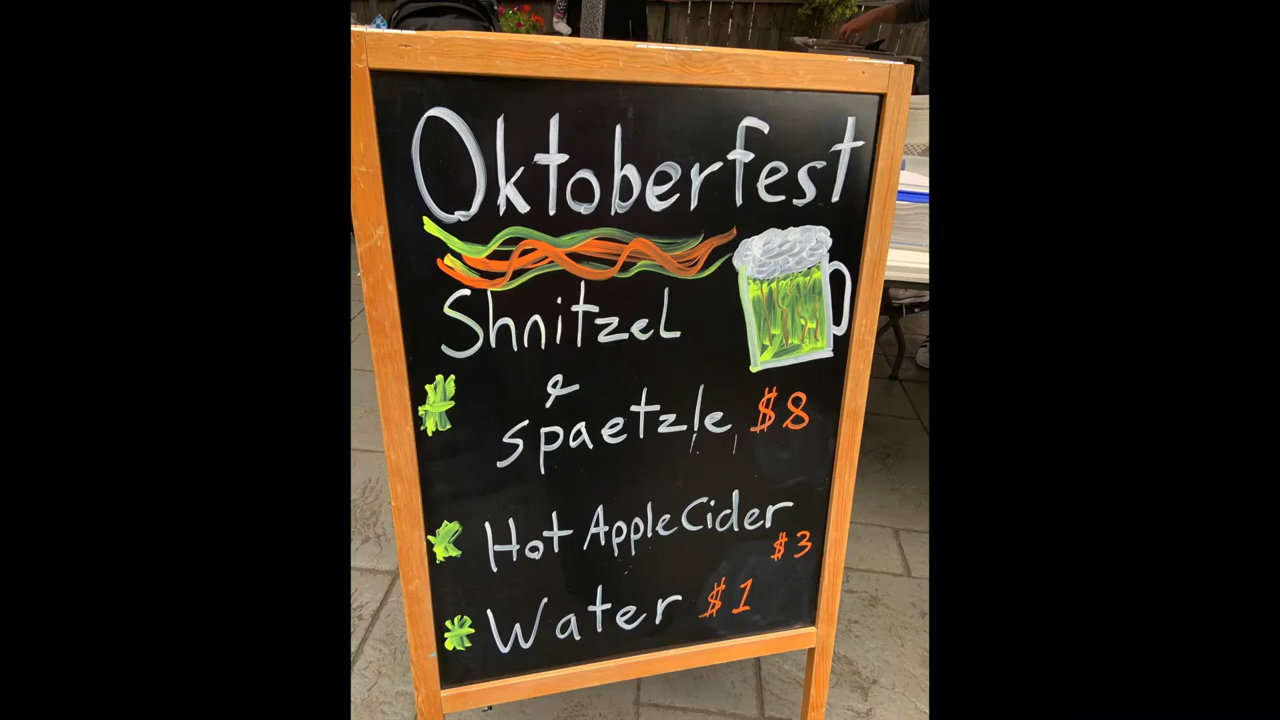 Oktoberfest
Shnitzel
&
Spaetzle $8
Hot Apple Cider
$3
Water $1